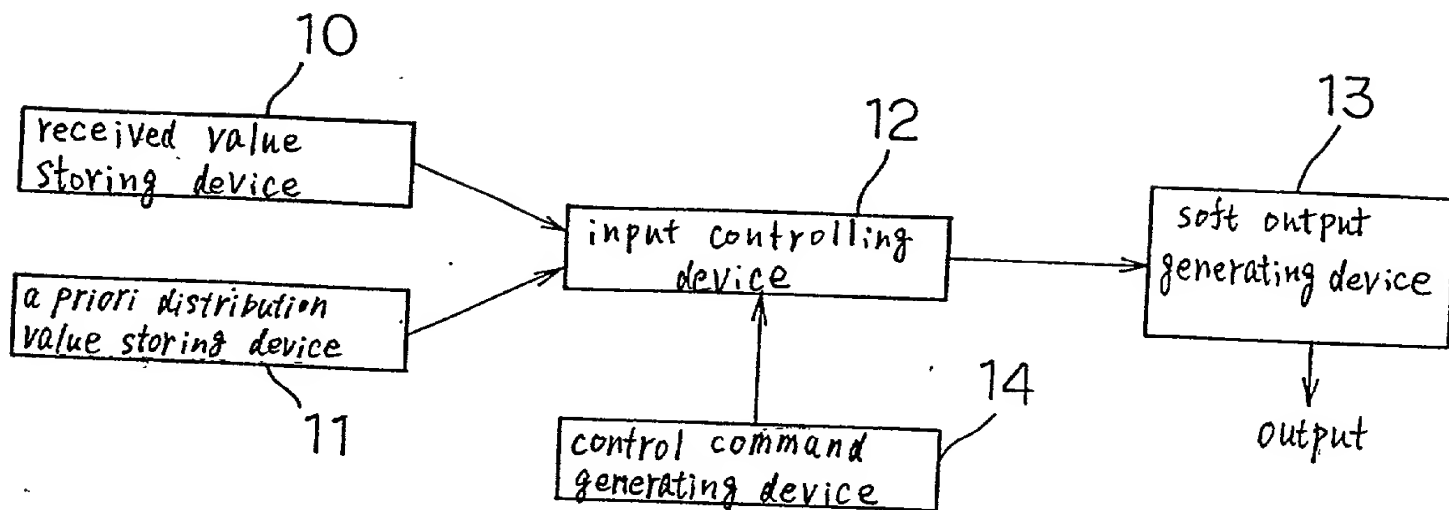 10
received value
storing device
12
input controlling
device
13
soft output
generating device
a priori distribution
value storing device
11
14
control command
generating device
output